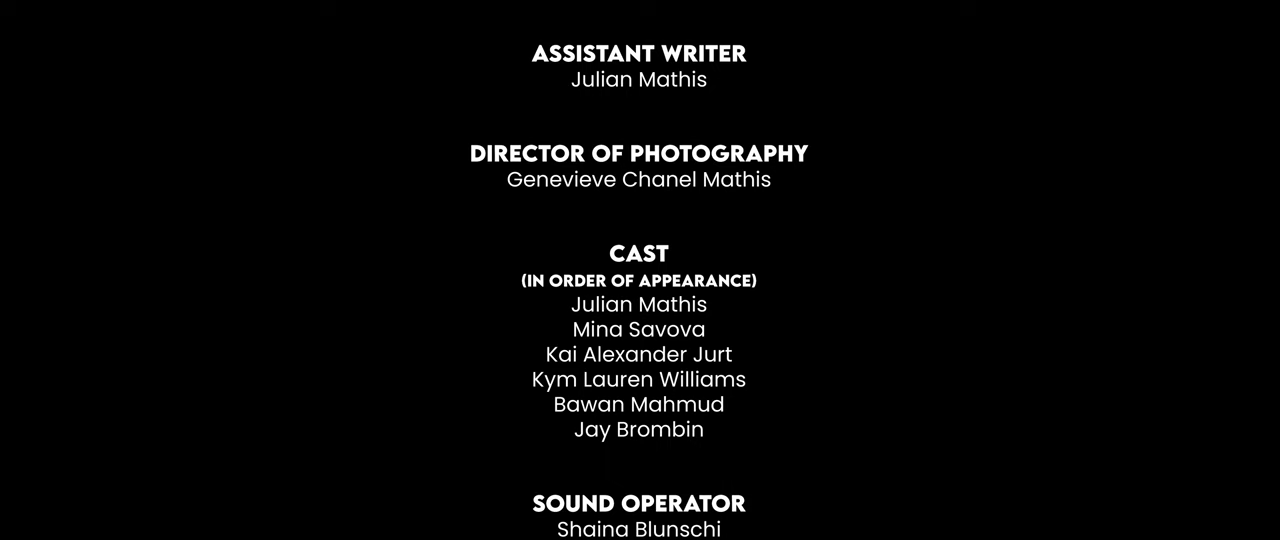 ASSISTANT WRITER
Julian Mathis
DIRECTOR OF PHOTOGRAPHY
Genevieve Chanel Mathis
CAST
(IN ORDER OF APPEARANCE)
Julian Mathis
Mina Savova
Kai Alexander Jurt
Kym Lauren Williams
Bawan Mahmud
Jay Brombin
SOUND OPERATOR
Shaina Blunschi